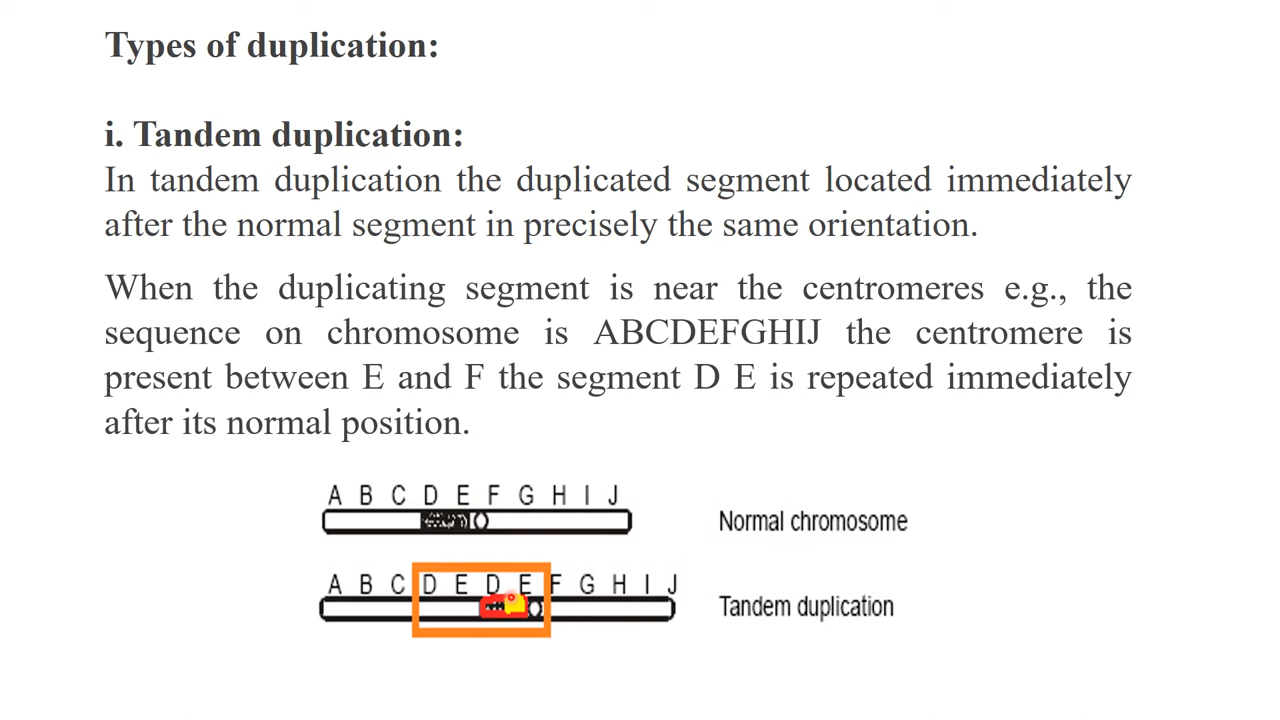 Types of duplication:
i. Tandem duplication:
In tandem duplication the duplicated segment located immediately
after the normal segment in precisely the same orientation.
When the duplicating segment is near the centromeres e.g., the
sequence on chromosome is ABCDEFGHIJ the centromere is
present between E and F the segment D E is repeated immediately
after its normal position.
A B C D E F G H I J
Normal chromosome
A B C D E D E F G H I J
Tandem duplication